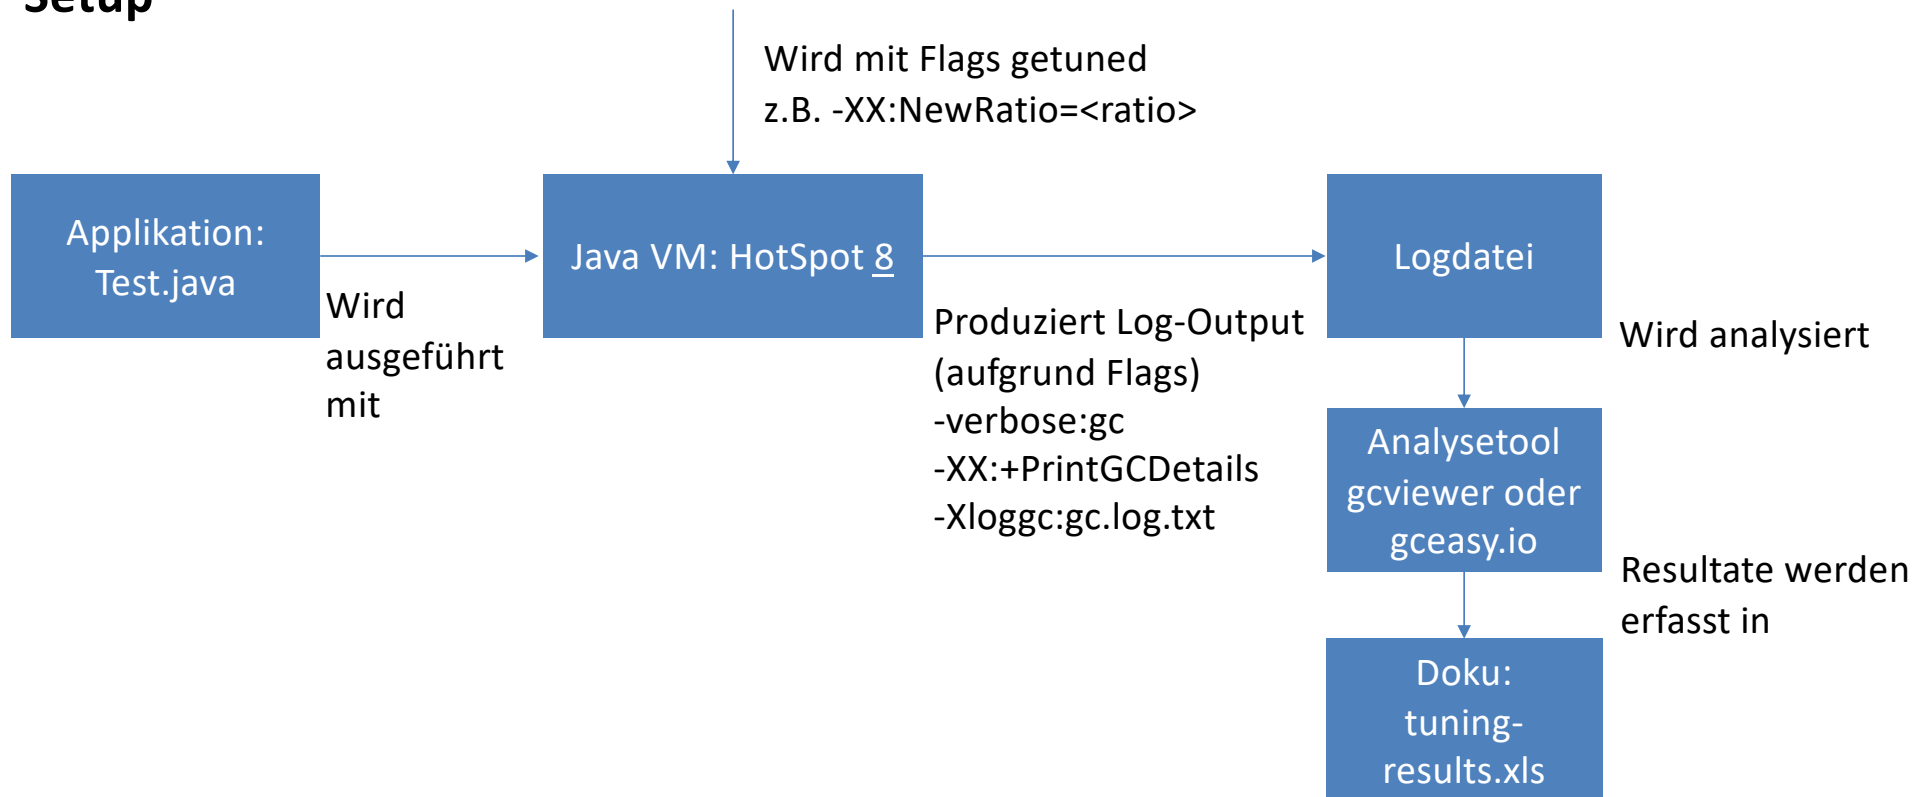 Setup
Wird mit Flags getuned
z.B. -XX:NewRatio=<ratio>
Applikation:
Test.java
Wird
ausgeführt
mit
Java VM: HotSpot 8
Produziert Log-Output
(aufgrund Flags)
-verbose:gc
-XX:+PrintGCDetails
-Xloggc:gc.log.txt
Logdatei
Wird analysiert
Analysetool
gcviewer oder
gceasy.io
Resultate werden
erfasst in
Doku:
tuning-
results.xls